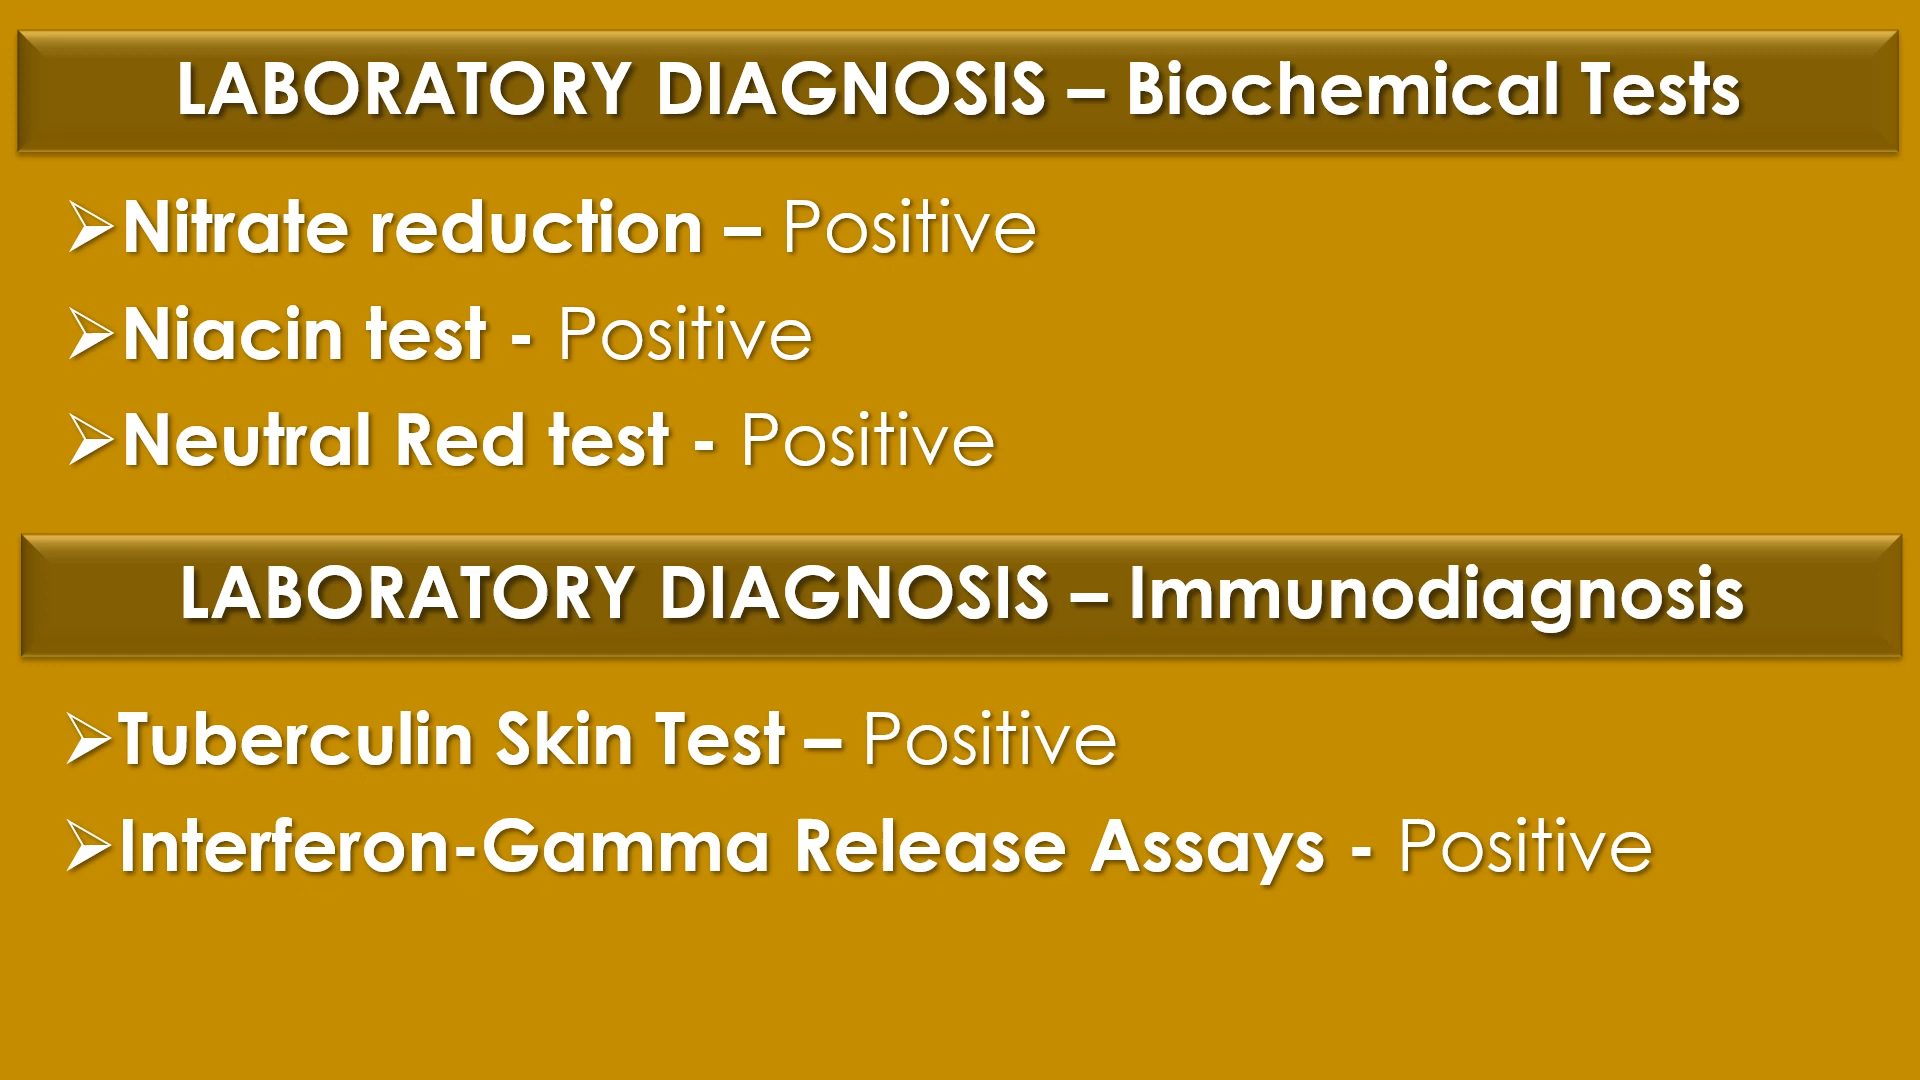 LABORATORY DIAGNOSIS – Biochemical Tests
➢Nitrate reduction – Positive
➢Niacin test - Positive
➢Neutral Red test - Positive
LABORATORY DIAGNOSIS – Immunodiagnosis
➢Tuberculin Skin Test – Positive
➢Interferon-Gamma Release Assays - Positive